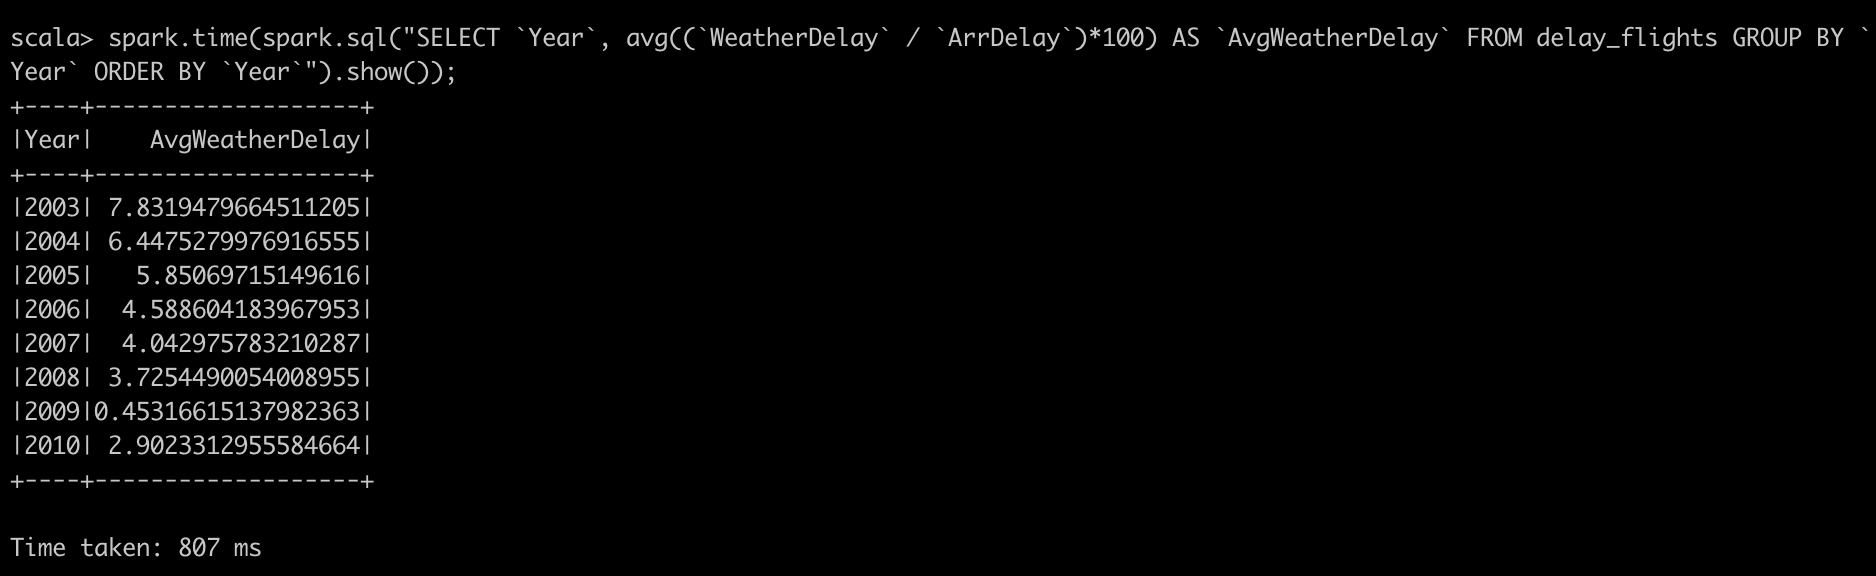 scala> spark.time(spark.sql("SELECT `Year`, avg((`WeatherDelay` / `ArrDelay`)*100) AS `AvgWeatherDelay` FROM delay_flights GROUP BY `
Year` ORDER BY `Year`").show());
+----+-------------------+
|Year|    AvgWeatherDelay|
+----+-------------------+
|2003| 7.8319479664511205|
|2004| 6.4475279976916555|
|2005|   5.85069715149616|
|2006|  4.588604183967953|
|2007|  4.042975783210287|
|2008| 3.7254490054008955|
|2009|0.45316615137982363|
|2010| 2.9023312955584664|
+----+-------------------+
Time taken: 807 ms